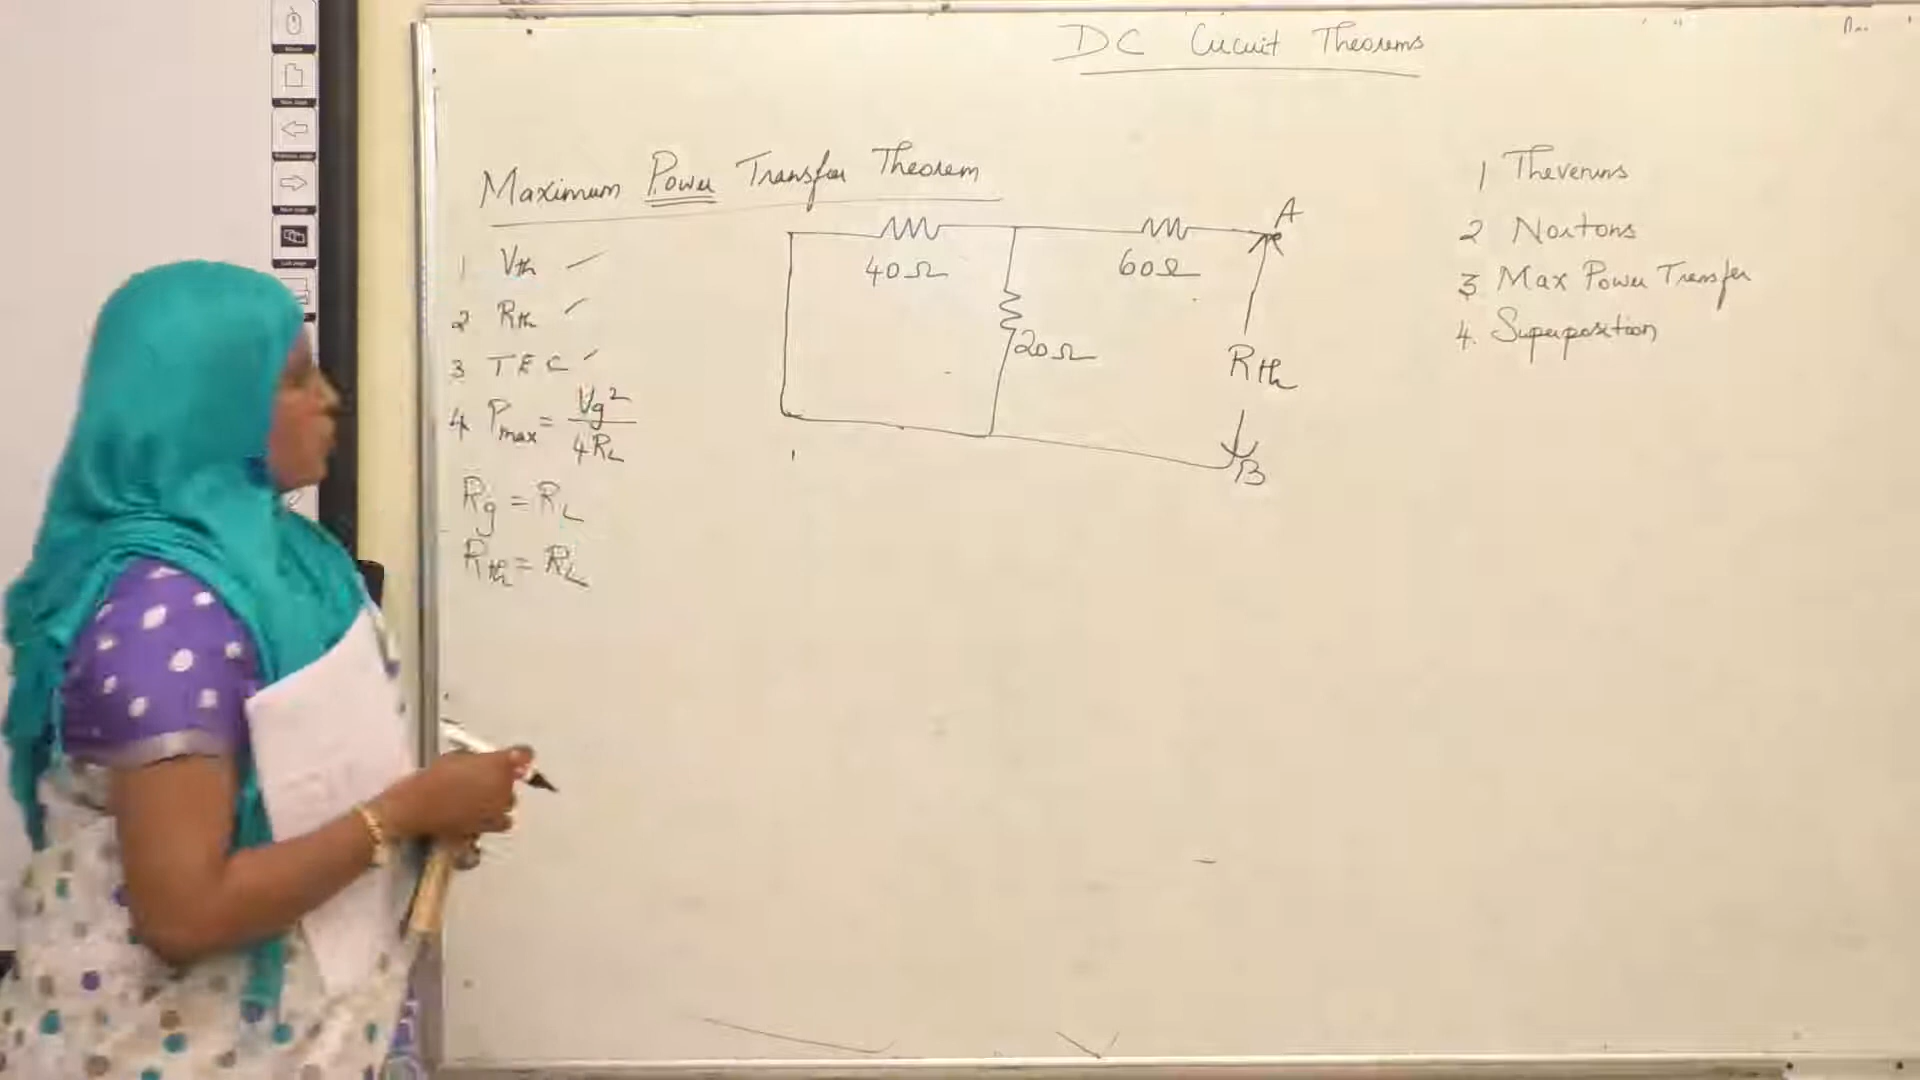 DC Circuit Theorems
Maximum Power Transfer Theorem
1 Vth
2 Rth
3 TEC
4. Pmax = Vg² / 4RL
Rg = RL
Rth = RL
40Ω
60Ω
20Ω
A
Rth
B
1 Thevenins
2 Nortons
3 Max Power Transfer
4. Superposition